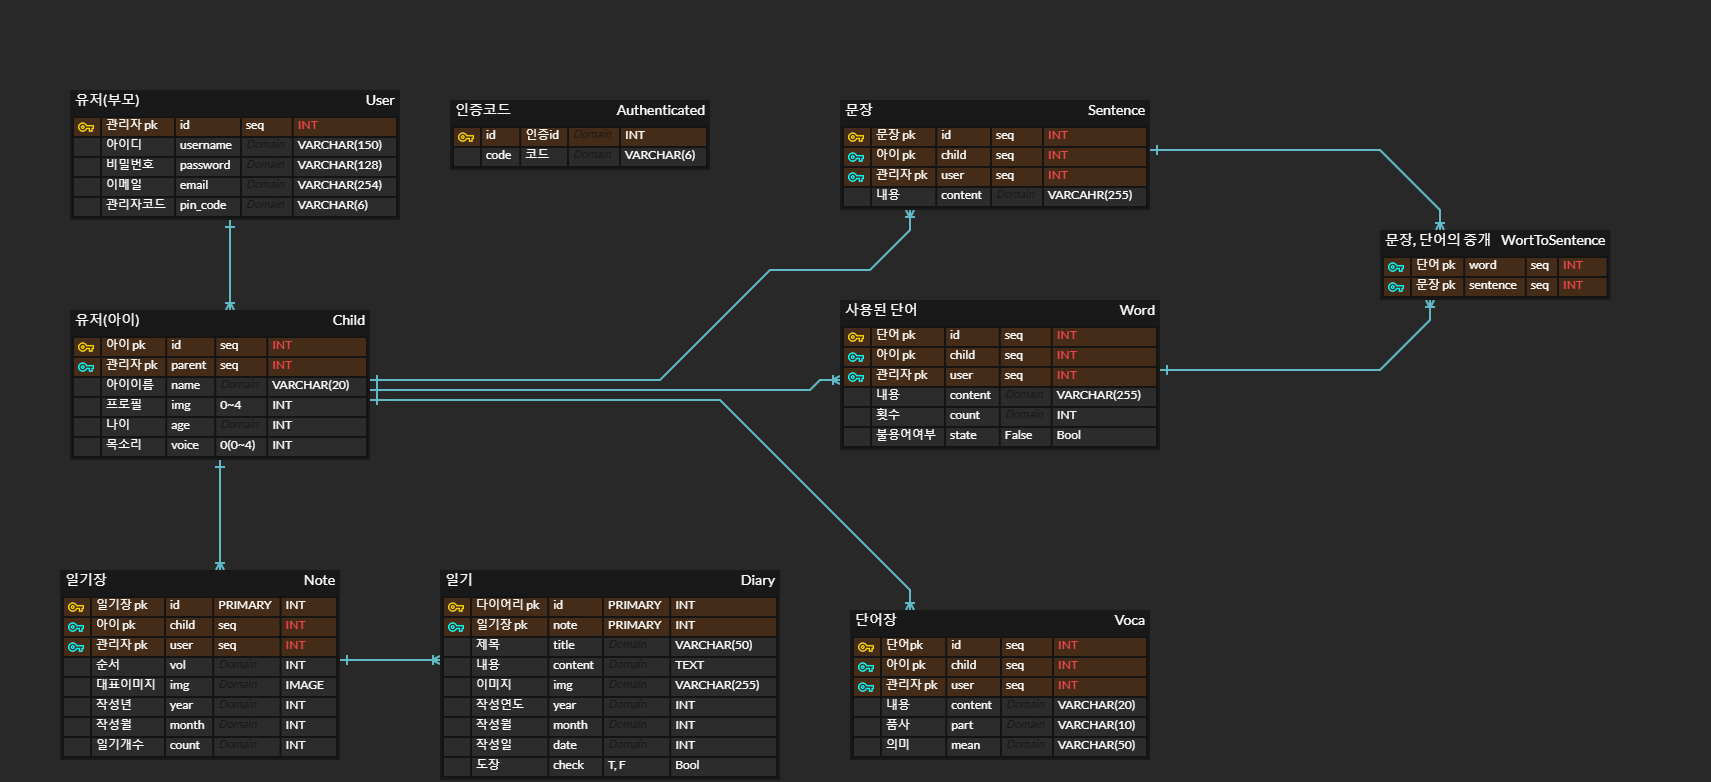 유저(부모) User
관리자 pk id seq INT
아이디 username Domain VARCHAR(150)
비밀번호 password Domain VARCHAR(128)
이메일 email Domain VARCHAR(254)
관리자코드 pin_code Domain VARCHAR(6)
인증코드 Authenticated
id 인증id Domain INT
code 코드 Domain VARCHAR(6)
문장 Sentence
문장 pk id seq INT
아이 pk child seq INT
관리자 pk user seq INT
내용 content Domain VARCAHR(255)
문장, 단어의 중개 WortToSentence
단어 pk word seq INT
문장 pk sentence seq INT
유저(아이) Child
아이 pk id seq INT
관리자 pk parent seq INT
아이이름 name Domain VARCHAR(20)
프로필 img 0~4 INT
나이 age Domain INT
목소리 voice 0(0~4) INT
사용된 단어 Word
단어 pk id seq INT
아이 pk child seq INT
관리자 pk user seq INT
내용 content Domain VARCHAR(255)
횟수 count Domain INT
불용어여부 state False Bool
일기장 Note
일기장 pk id PRIMARY INT
아이 pk child seq INT
관리자 pk user seq INT
순서 vol Domain INT
대표이미지 img Domain IMAGE
작성년 year Domain INT
작성월 month Domain INT
일기개수 count Domain INT
일기 Diary
다이어리 pk id PRIMARY INT
일기장 pk note PRIMARY INT
제목 title Domain VARCHAR(50)
내용 content Domain TEXT
이미지 img Domain VARCHAR(255)
작성연도 year Domain INT
작성월 month Domain INT
작성일 date Domain INT
도장 check T, F Bool
단어장 Voca
단어pk id seq INT
아이 pk child seq INT
관리자 pk user seq INT
내용 content Domain VARCHAR(20)
품사 part Domain VARCHAR(10)
의미 mean Domain VARCHAR(50)